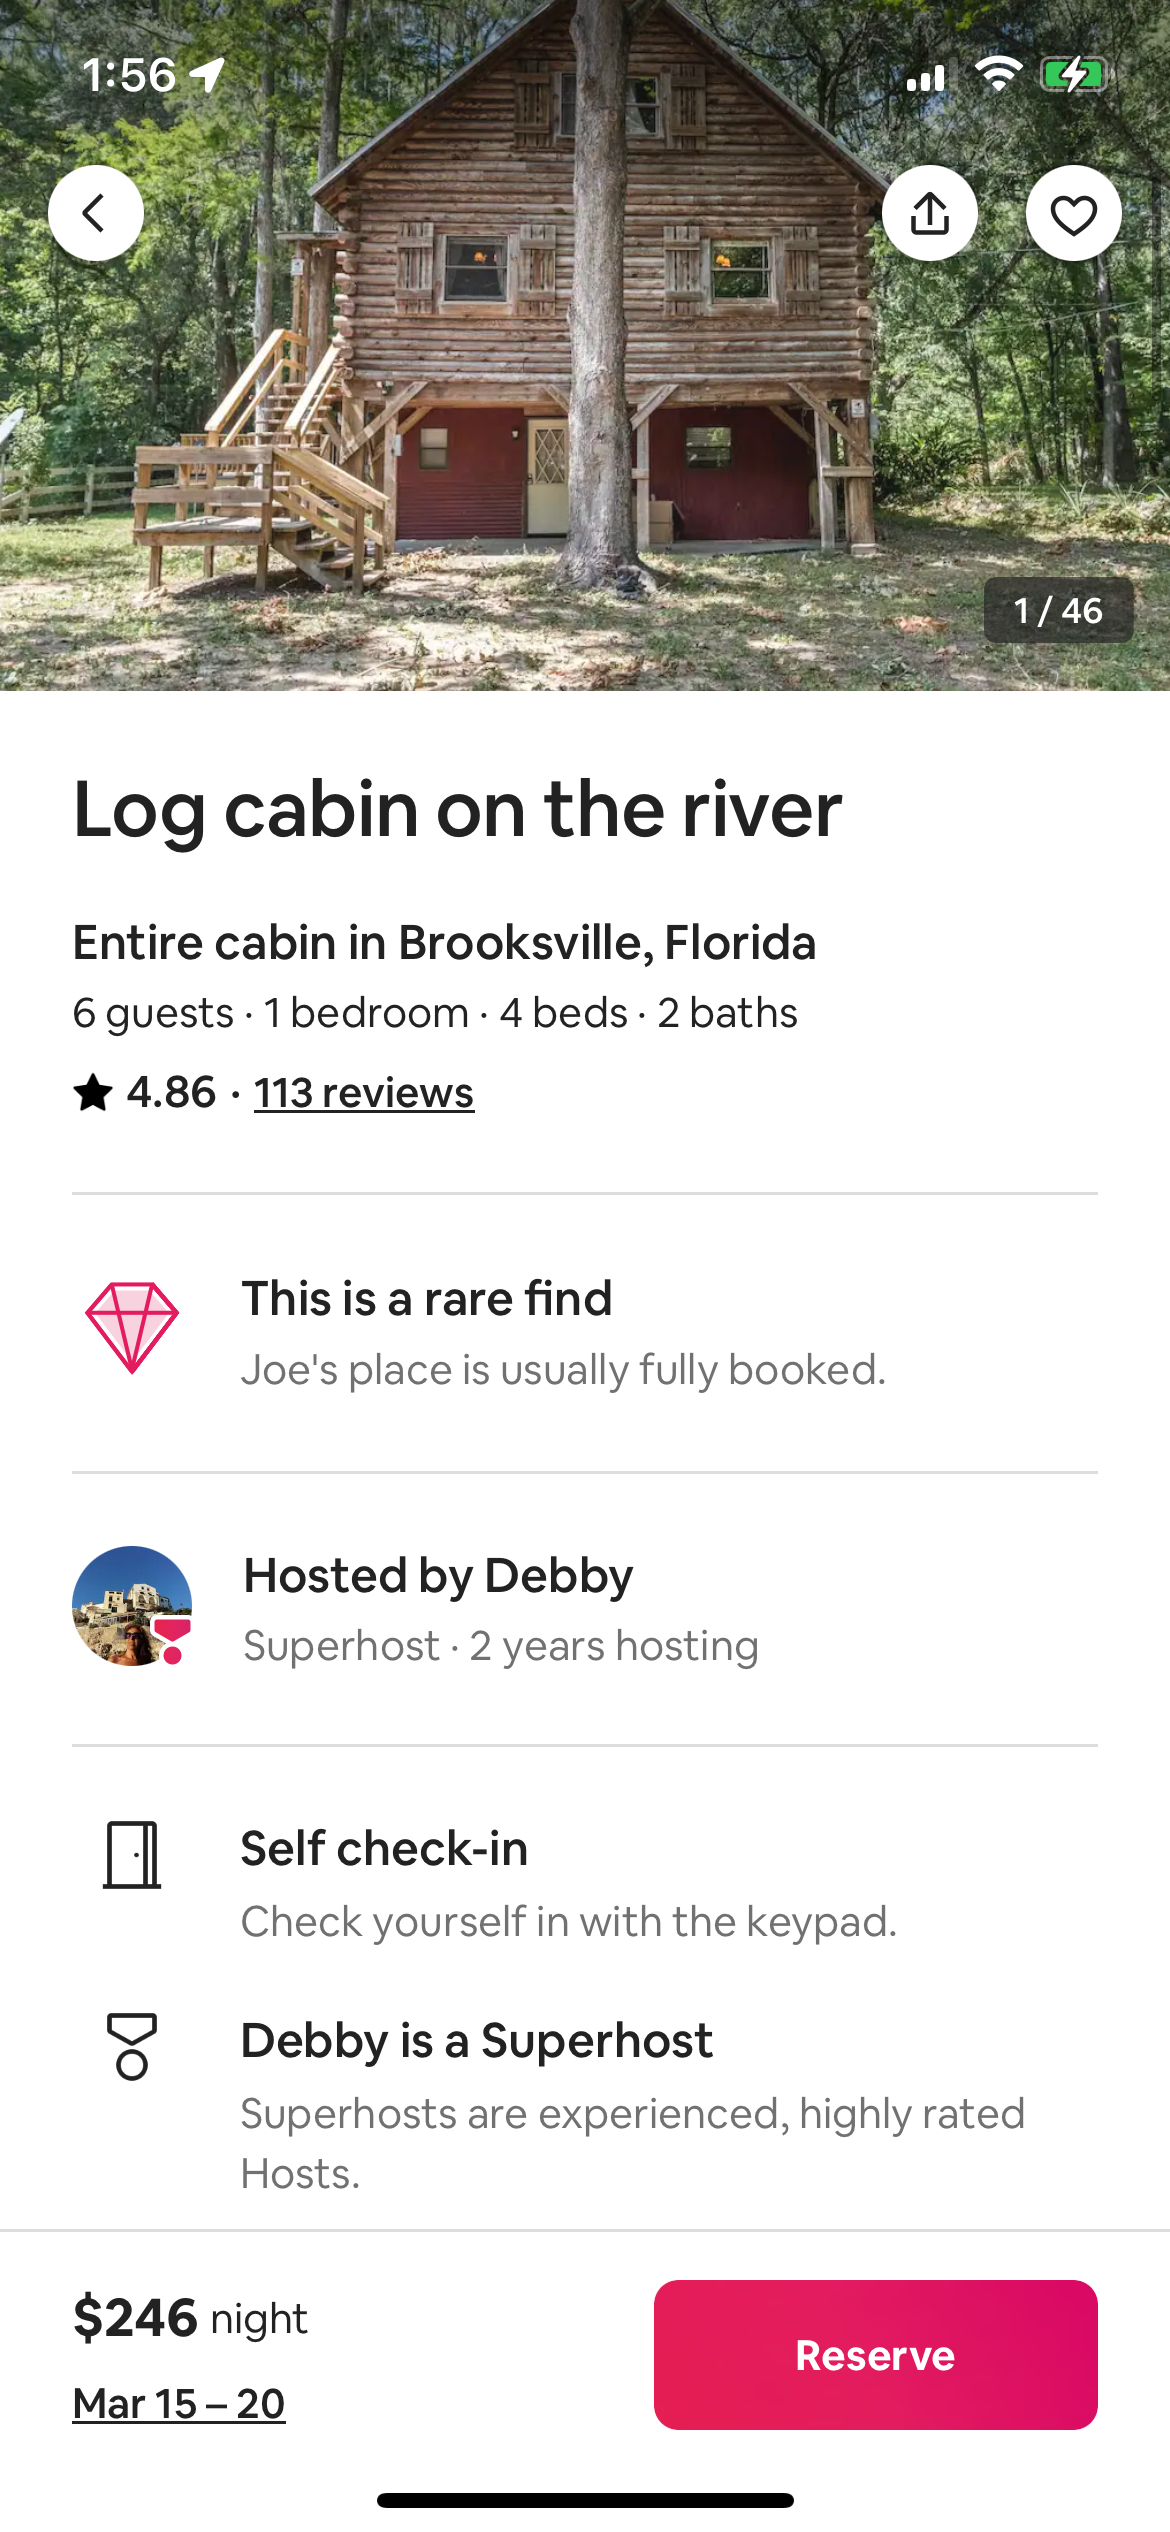 1:56
1 / 46
Log cabin on the river
Entire cabin in Brooksville, Florida
6 guests · 1 bedroom · 4 beds · 2 baths
4.86 · 113 reviews
This is a rare find
Joe's place is usually fully booked.
Hosted by Debby
Superhost · 2 years hosting
Self check-in
Check yourself in with the keypad.
Debby is a Superhost
Superhosts are experienced, highly rated
Hosts.
$246 night
Reserve
Mar 15 – 20